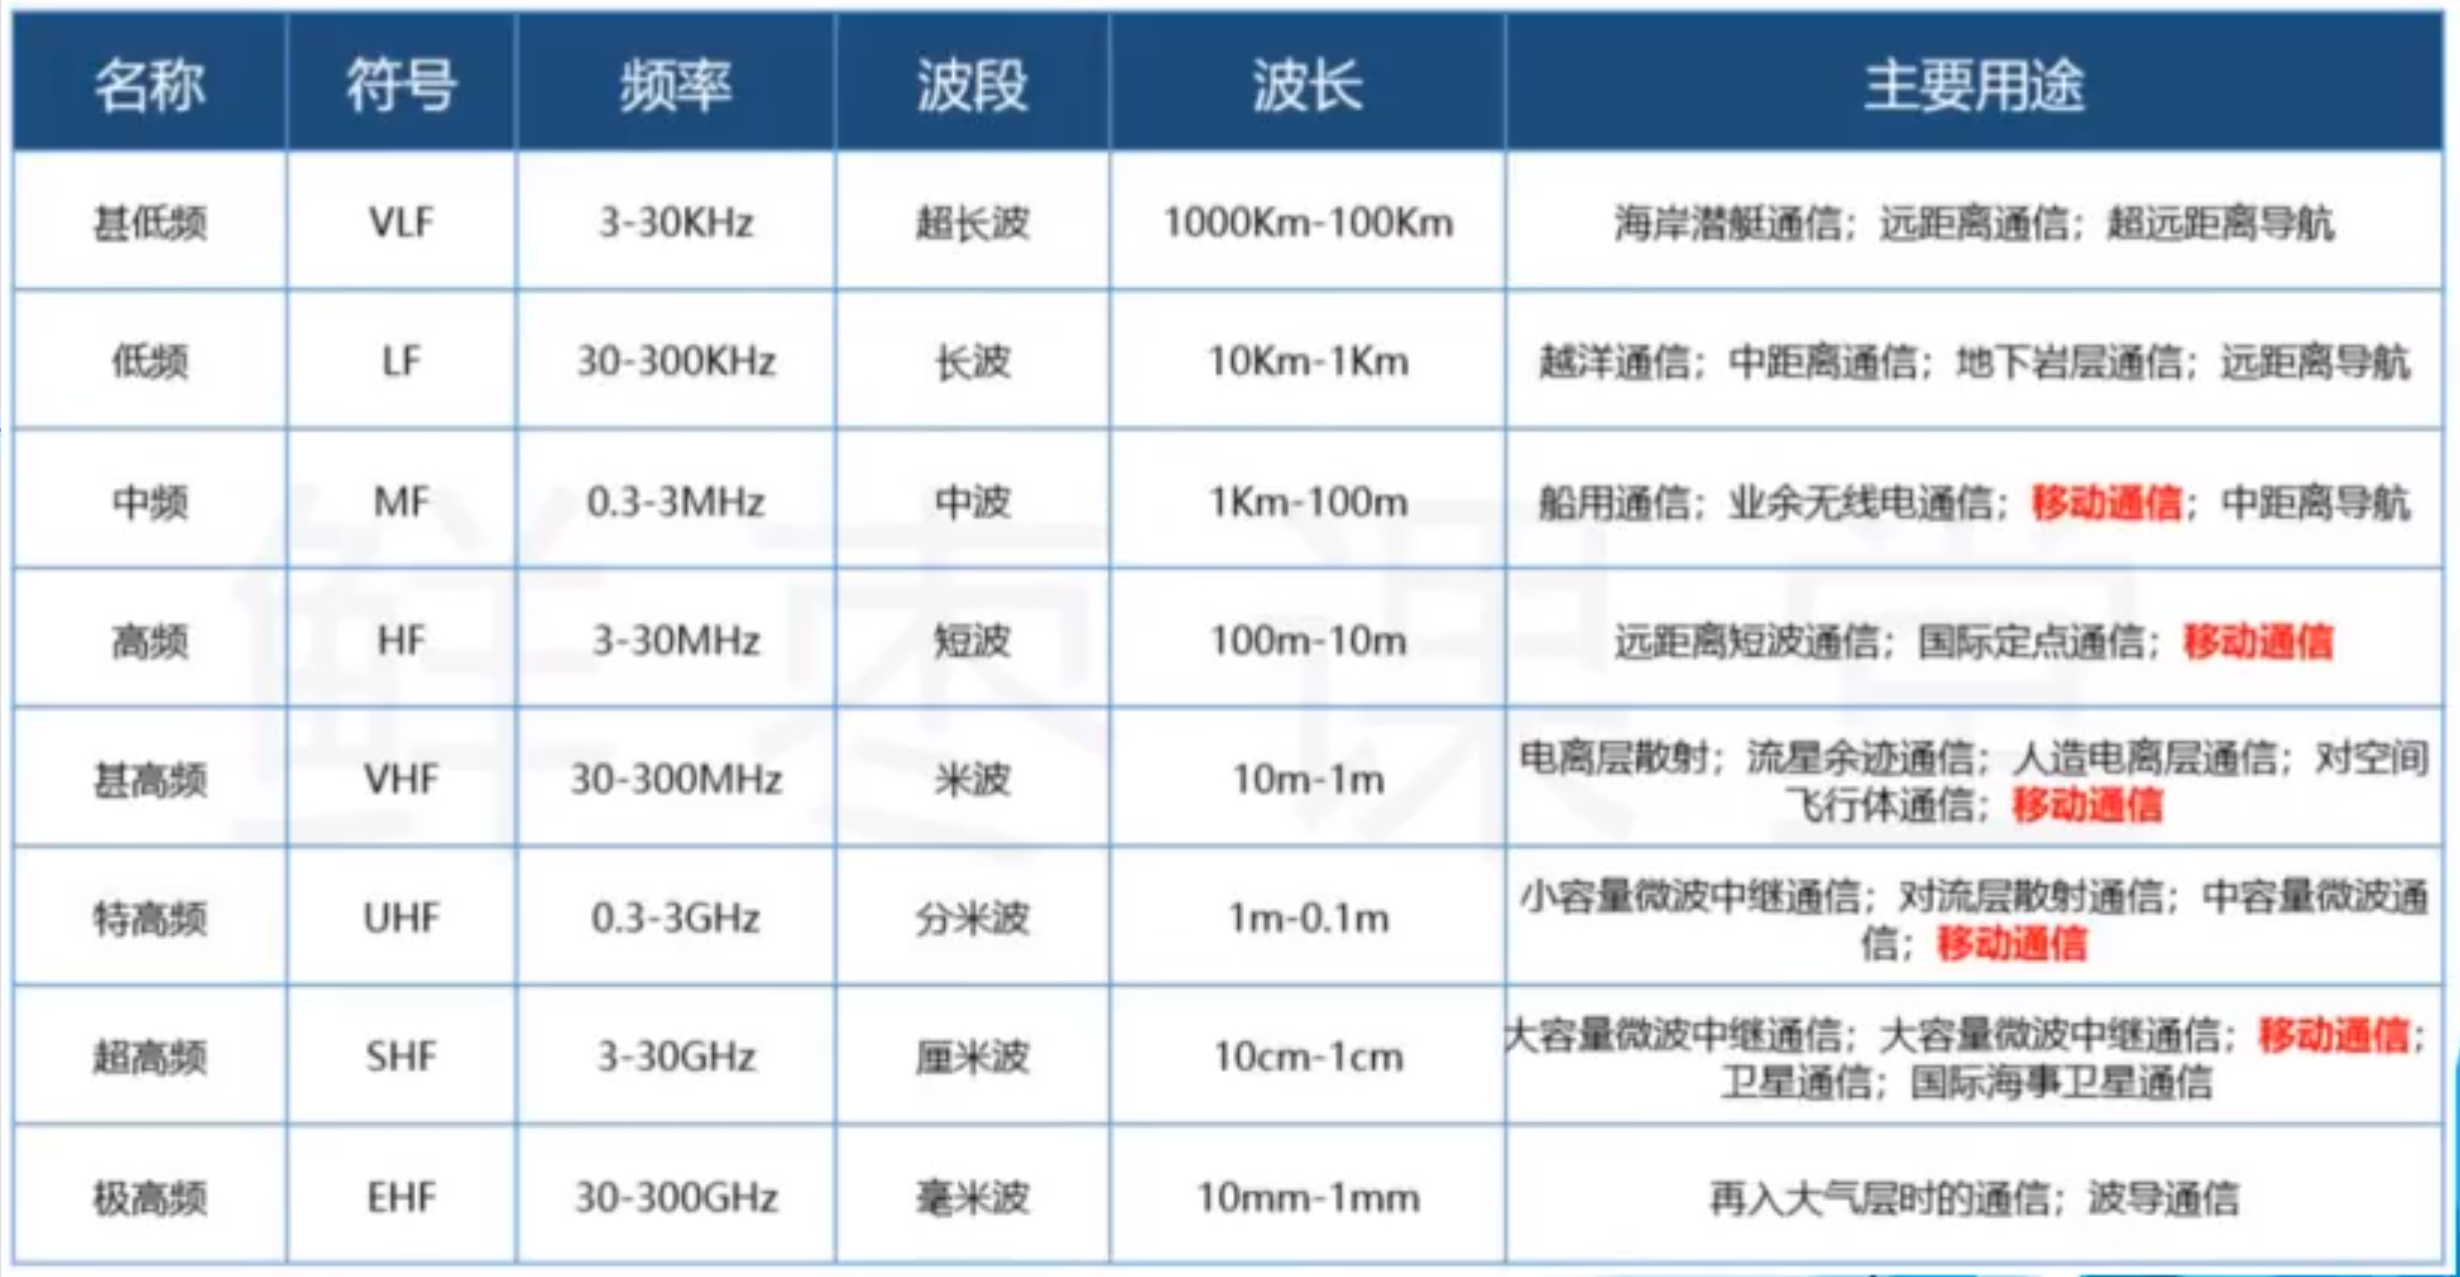 名称 符号 频率 波段 波长 主要用途
甚低频 VLF 3-30KHz 超长波 1000Km-100Km 海岸潜艇通信；远距离通信；超远距离导航
低频 LF 30-300KHz 长波 10Km-1Km 越洋通信；中距离通信；地下岩层通信；远距离导航
中频 MF 0.3-3MHz 中波 1Km-100m 船用通信；业余无线电通信；移动通信；中距离导航
高频 HF 3-30MHz 短波 100m-10m 远距离短波通信；国际定点通信；移动通信
甚高频 VHF 30-300MHz 米波 10m-1m 电离层散射；流星余迹通信；人造电离层通信；对空间
飞行体通信；移动通信
特高频 UHF 0.3-3GHz 分米波 1m-0.1m 小容量微波中继通信；对流层散射通信；中容量微波通
信；移动通信
超高频 SHF 3-30GHz 厘米波 10cm-1cm 大容量微波中继通信；大容量微波中继通信；移动通信；
卫星通信；国际海事卫星通信
极高频 EHF 30-300GHz 毫米波 10mm-1mm 再入大气层时的通信；波导通信
鲜枣课堂